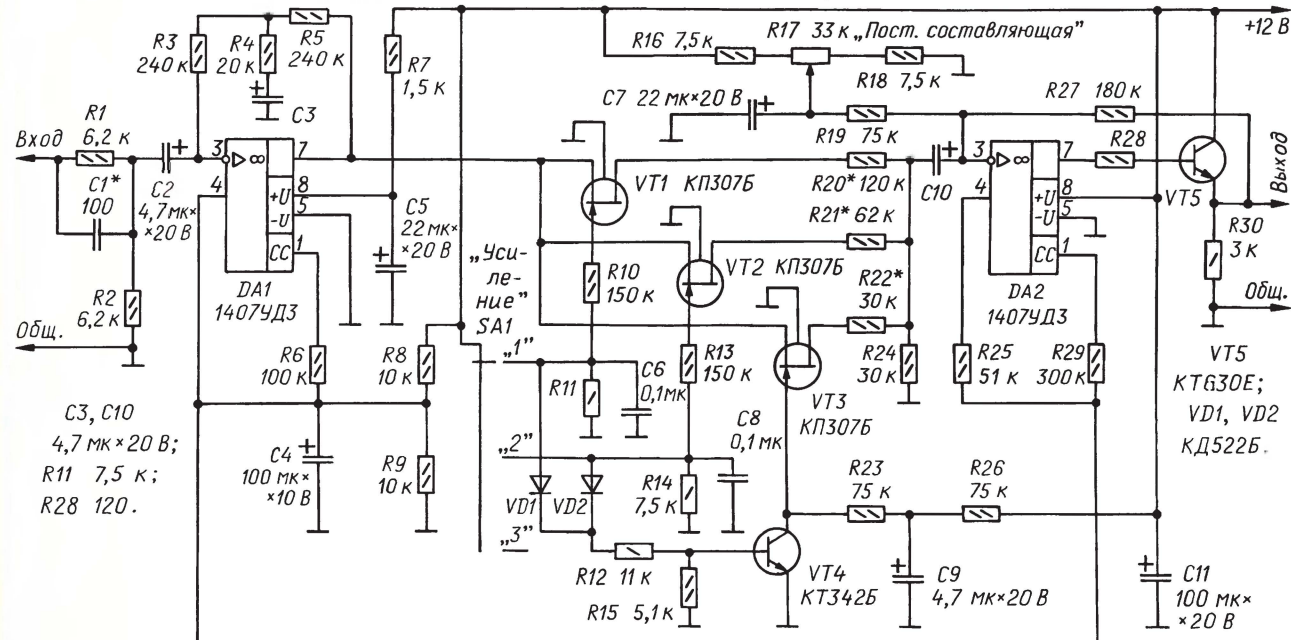 R3
240 к
R4
20 к
R5
240 к
C3
R7
1,5 к
R16 7,5 к
R17 33 к „Пост. составляющая”
R18 7,5 к
+12 В
C7 22 мк×20 В
R19 75 к
R27 180 к
Вход
R1
6,2 к
C1*
100
C2
4,7 мк×
×20 В
R2
6,2 к
Общ.
3
4
▷ ∞
7
8
5
1
+U
-U
CC
DA1
1407УД3
C5
22 мк×
×20 В
R6
100 к
R8
10 к
R9
10 к
C4
100 мк×
×10 В
C3, C10
4,7 мк×20 В;
R11 7,5 к;
R28 120.
„Уси-
ление”
SA1
„1”
„2”
„3”
R10
150 к
R11
C6
0,1 мк
VT1 КП307Б
R20* 120 к
R21* 62 к
VT2 КП307Б
R22*
30 к
R13
150 к
VT3
КП307Б
R24
30 к
C8
0,1 мк
VD1
VD2
R14
7,5 к
R12 11 к
R15 5,1 к
VT4
КТ342Б
R23
75 к
R26
75 к
C9
4,7 мк×20 В
C11
100 мк×
×20 В
C10
3
4
▷ ∞
7
8
5
1
+U
-U
CC
DA2
1407УД3
R25
51 к
R29
300 к
R28
VT5
Выход
R30
3 к
Общ.
VT5
КТ630Е;
VD1, VD2
КД522Б.